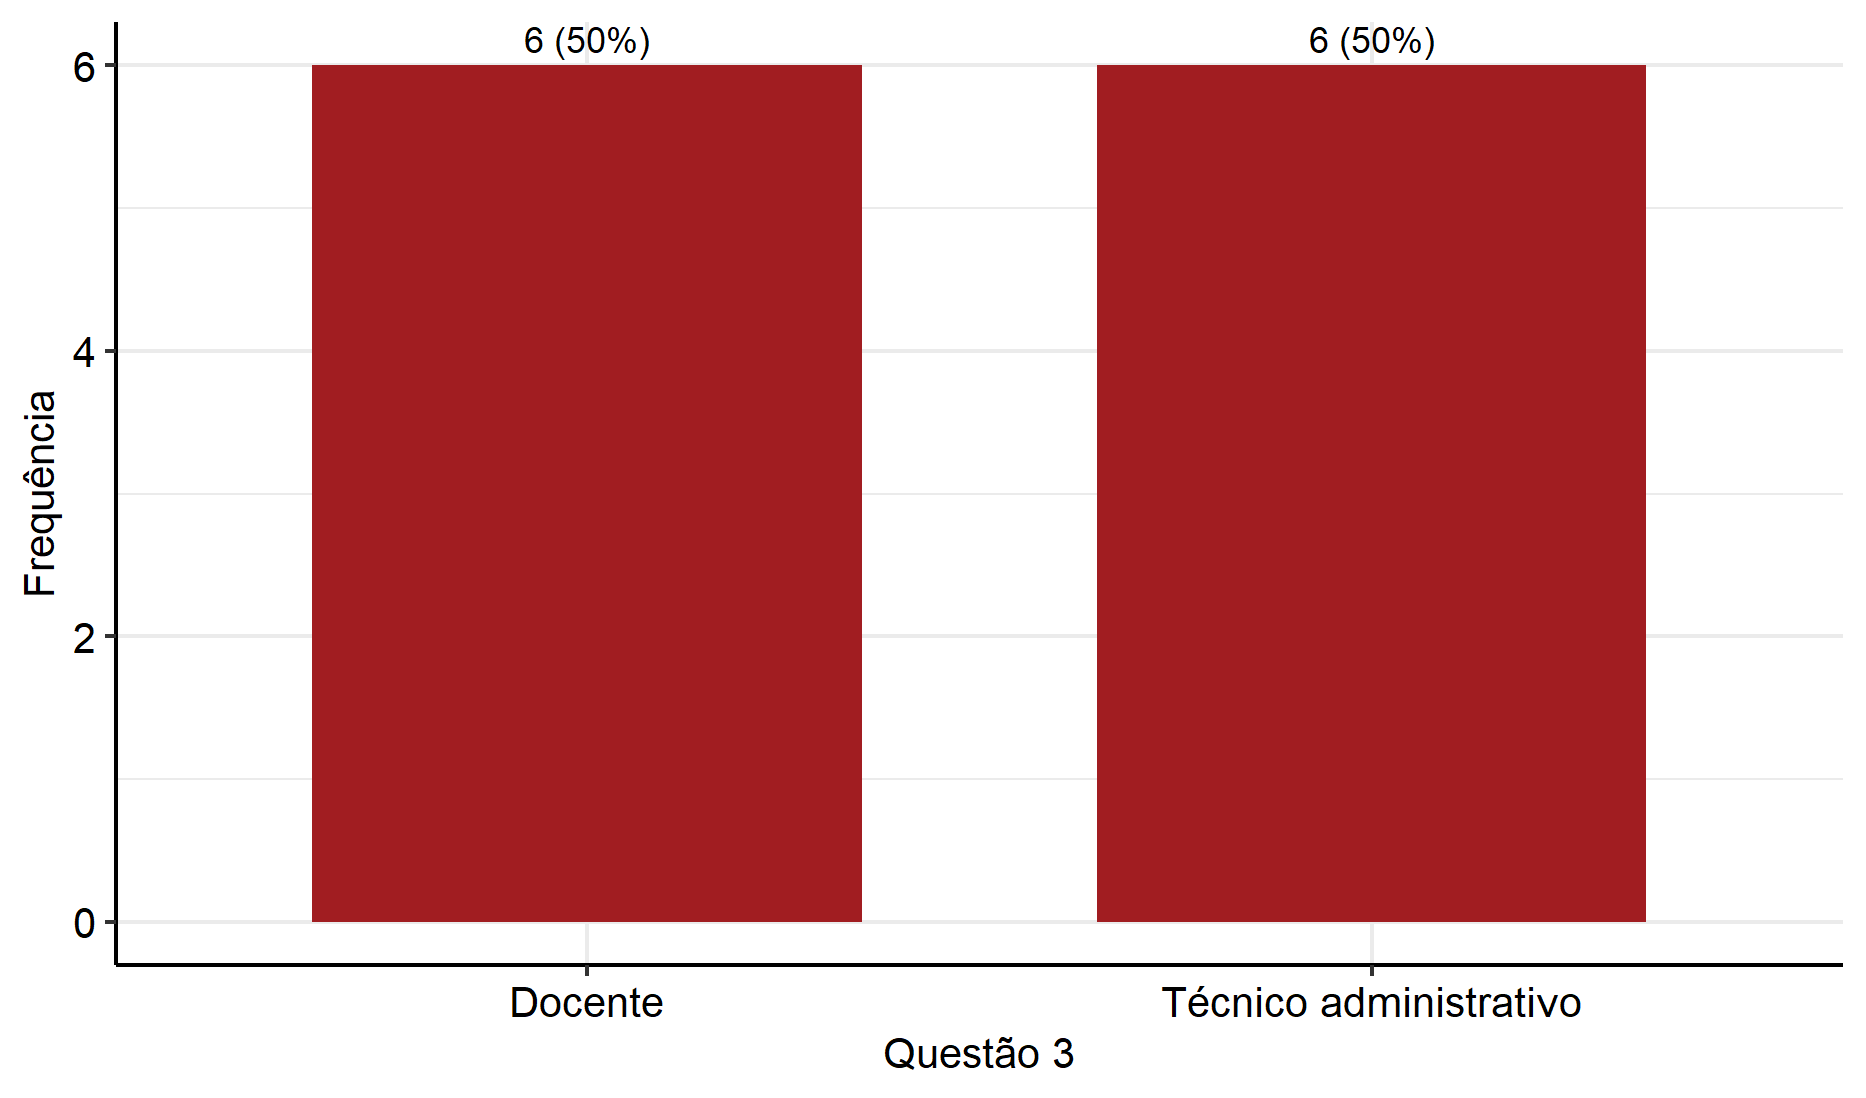 6 (50%)
6 (50%)
6
4
2
0
Frequência
Docente
Técnico administrativo
Questão 3